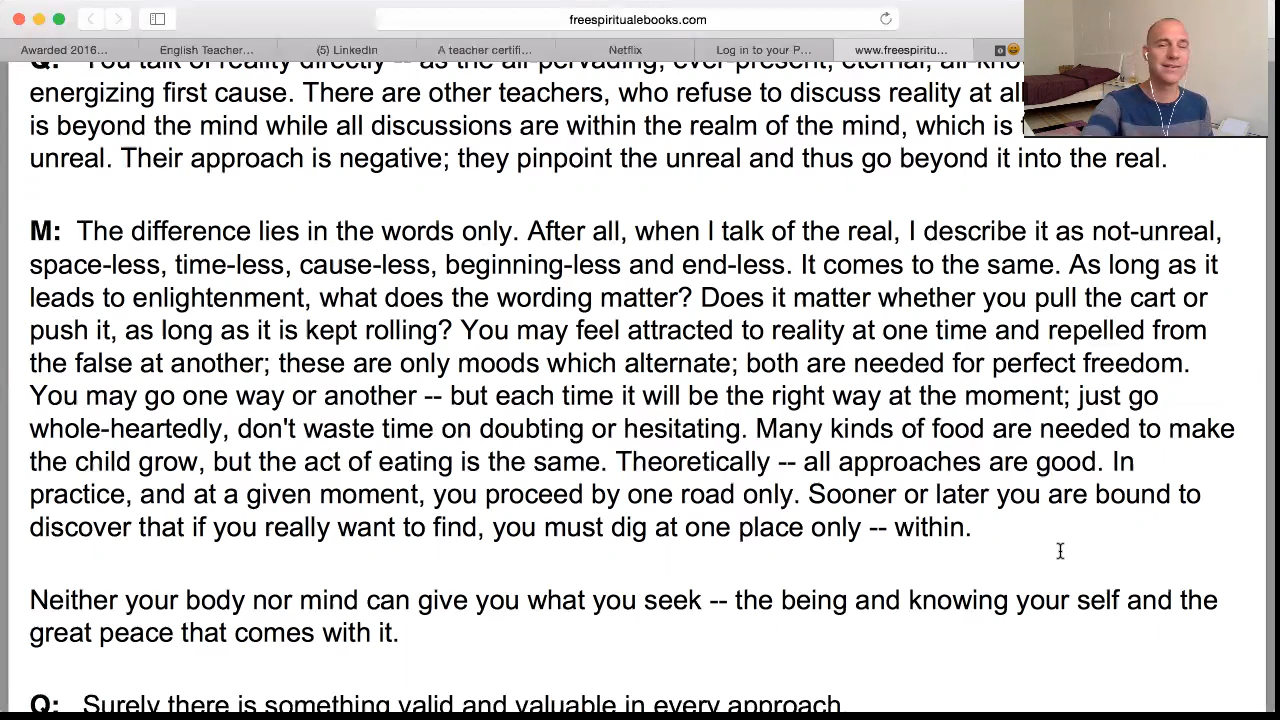 freespiritualebooks.com
Awarded 2016... English Teacher... (5) LinkedIn A teacher certifi... Netflix Log in to your P... www.freespiritu...
Q: You talk of reality directly -- as the all-pervading, ever-present, eternal, all-kno
energizing first cause. There are other teachers, who refuse to discuss reality at all
is beyond the mind while all discussions are within the realm of the mind, which is
unreal. Their approach is negative; they pinpoint the unreal and thus go beyond it into the real.
M: The difference lies in the words only. After all, when I talk of the real, I describe it as not-unreal,
space-less, time-less, cause-less, beginning-less and end-less. It comes to the same. As long as it
leads to enlightenment, what does the wording matter? Does it matter whether you pull the cart or
push it, as long as it is kept rolling? You may feel attracted to reality at one time and repelled from
the false at another; these are only moods which alternate; both are needed for perfect freedom.
You may go one way or another -- but each time it will be the right way at the moment; just go
whole-heartedly, don't waste time on doubting or hesitating. Many kinds of food are needed to make
the child grow, but the act of eating is the same. Theoretically -- all approaches are good. In
practice, and at a given moment, you proceed by one road only. Sooner or later you are bound to
discover that if you really want to find, you must dig at one place only -- within.
Neither your body nor mind can give you what you seek -- the being and knowing your self and the
great peace that comes with it.
Q: Surely there is something valid and valuable in every approach.